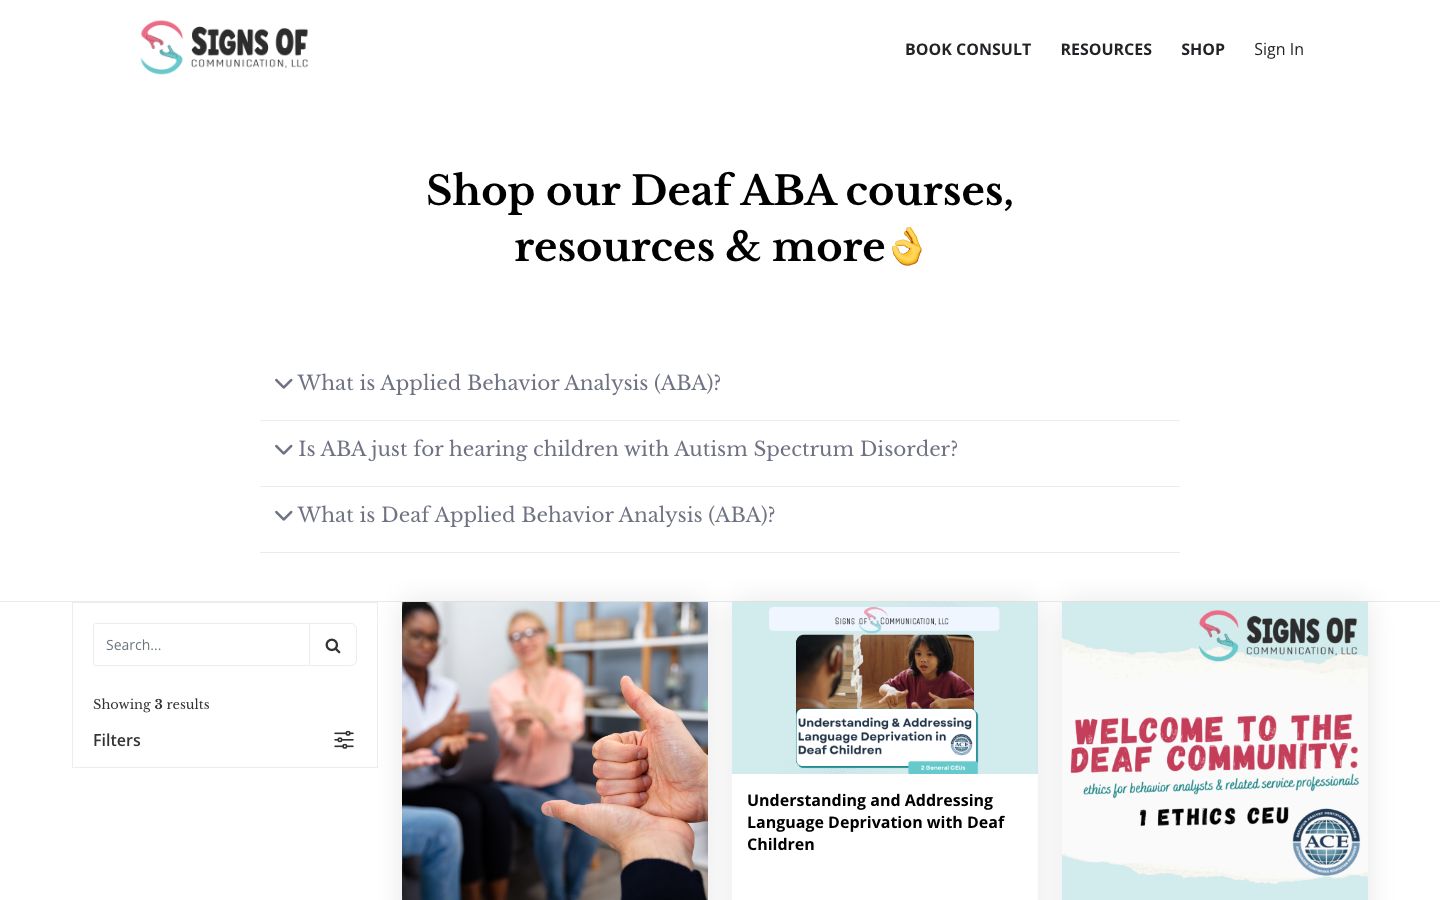 SIGNS OF
COMMUNICATION, LLC
BOOK CONSULT
RESOURCES
SHOP
Sign In
Shop our Deaf ABA courses,
resources & more👌
What is Applied Behavior Analysis (ABA)?
Is ABA just for hearing children with Autism Spectrum Disorder?
What is Deaf Applied Behavior Analysis (ABA)?
Search...
Showing 3 results
Filters
SIGNS OF COMMUNICATION, LLC
Understanding & Addressing
Language Deprivation in
Deaf Children
ACE
2 General CEUs
Understanding and Addressing
Language Deprivation with Deaf
Children
SIGNS OF
COMMUNICATION, LLC
WELCOME TO THE
DEAF COMMUNITY:
ethics for behavior analysts & related service professionals
1 ETHICS CEU
ACE